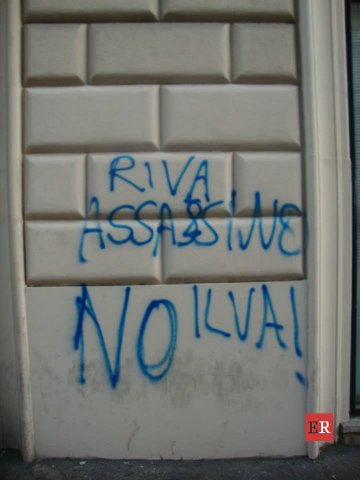 RIVA
ASSASSINE
NO ILVA!
ER